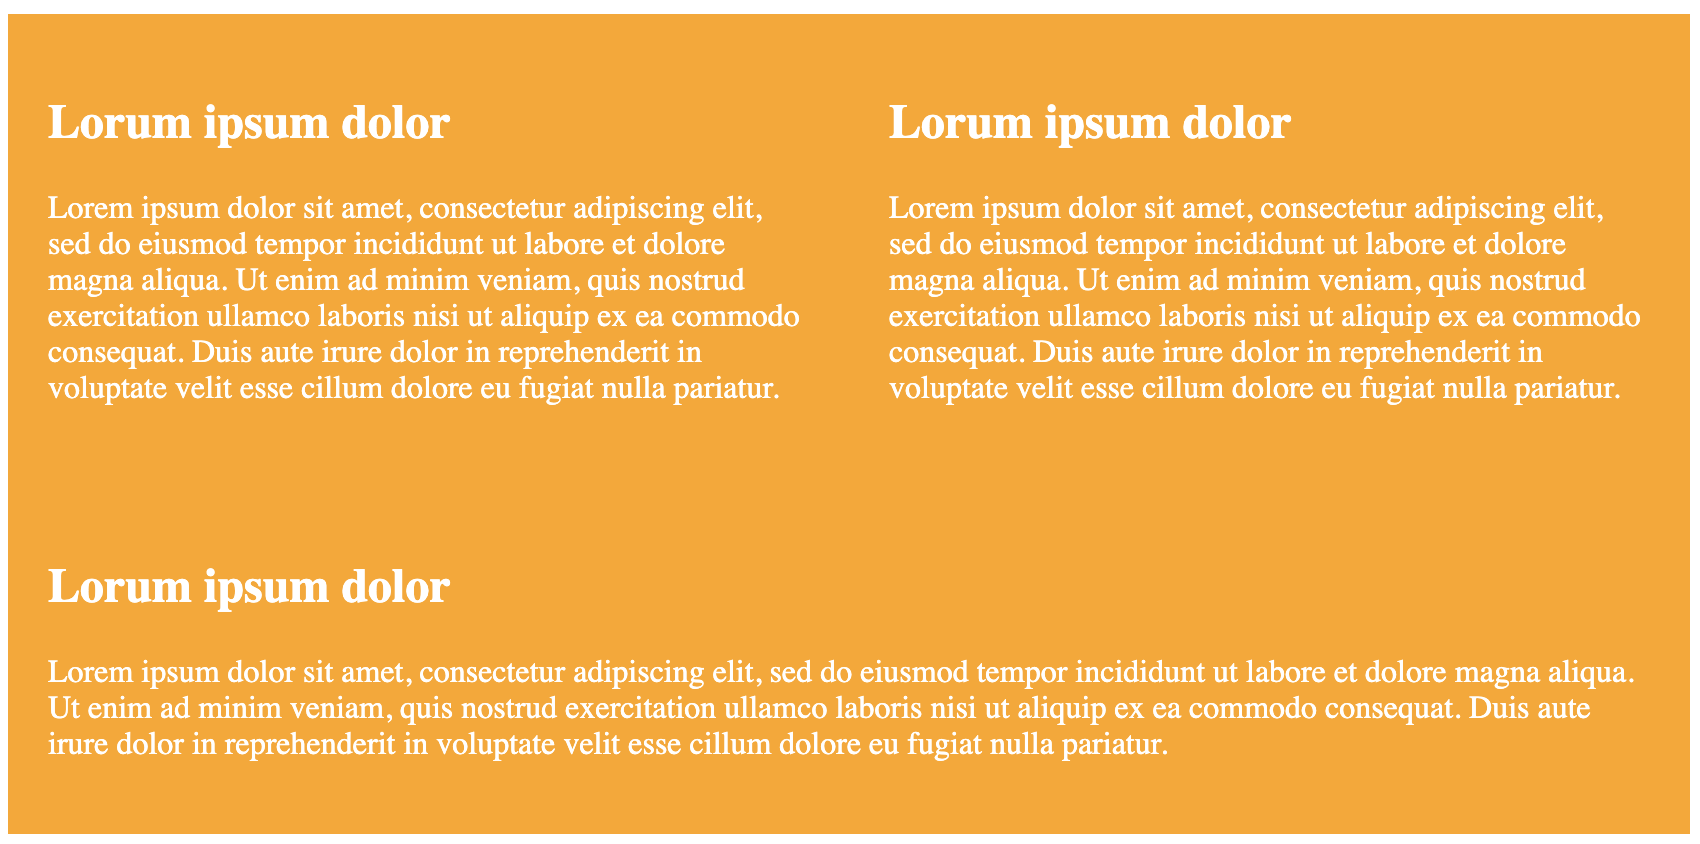 Lorum ipsum dolor
Lorem ipsum dolor sit amet, consectetur adipiscing elit,
sed do eiusmod tempor incididunt ut labore et dolore
magna aliqua. Ut enim ad minim veniam, quis nostrud
exercitation ullamco laboris nisi ut aliquip ex ea commodo
consequat. Duis aute irure dolor in reprehenderit in
voluptate velit esse cillum dolore eu fugiat nulla pariatur.
Lorum ipsum dolor
Lorem ipsum dolor sit amet, consectetur adipiscing elit,
sed do eiusmod tempor incididunt ut labore et dolore
magna aliqua. Ut enim ad minim veniam, quis nostrud
exercitation ullamco laboris nisi ut aliquip ex ea commodo
consequat. Duis aute irure dolor in reprehenderit in
voluptate velit esse cillum dolore eu fugiat nulla pariatur.
Lorum ipsum dolor
Lorem ipsum dolor sit amet, consectetur adipiscing elit, sed do eiusmod tempor incididunt ut labore et dolore magna aliqua.
Ut enim ad minim veniam, quis nostrud exercitation ullamco laboris nisi ut aliquip ex ea commodo consequat. Duis aute
irure dolor in reprehenderit in voluptate velit esse cillum dolore eu fugiat nulla pariatur.